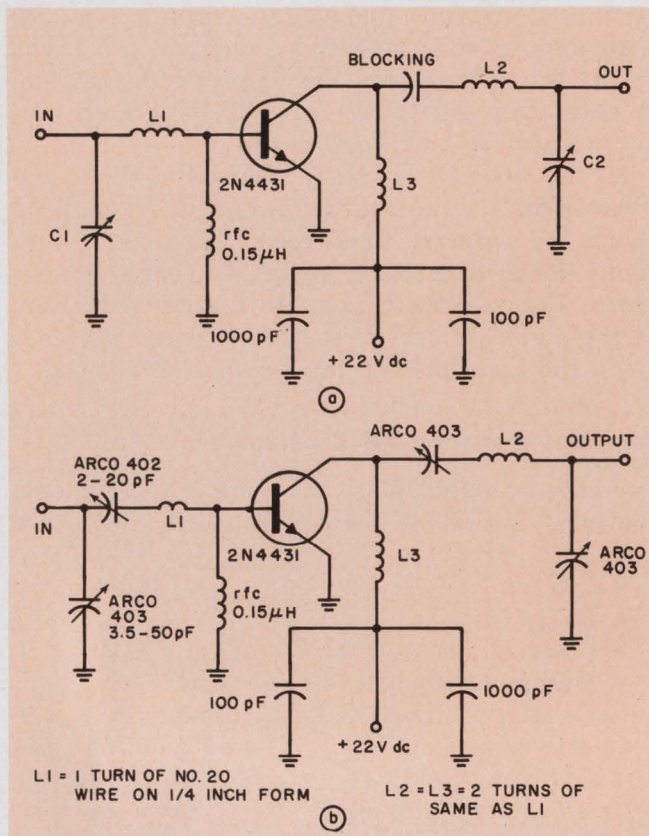 BLOCKING
L2
OUT
IN
L1
2N4431
L3
C2
C1
rfc
0.15μH
1000 pF
100 pF
+ 22 V dc
a
ARCO 403
L2
OUTPUT
ARCO 402
2-20 pF
IN
L1
2N4431
L3
ARCO
403
ARCO
403
3.5-50pF
rfc
0.15μH
100 pF
1000 pF
+ 22V dc
L1 = 1 TURN OF NO. 20
WIRE ON 1/4 INCH FORM
b
L2 = L3 = 2 TURNS OF
SAME AS L1